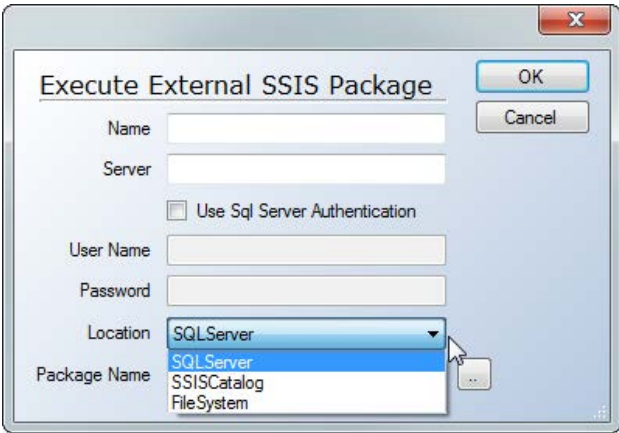 Execute External SSIS Package
OK
Cancel
Name
Server
Use Sql Server Authentication
User Name
Password
Location SQLServer
SQLServer
SSISCatalog
FileSystem
Package Name ..